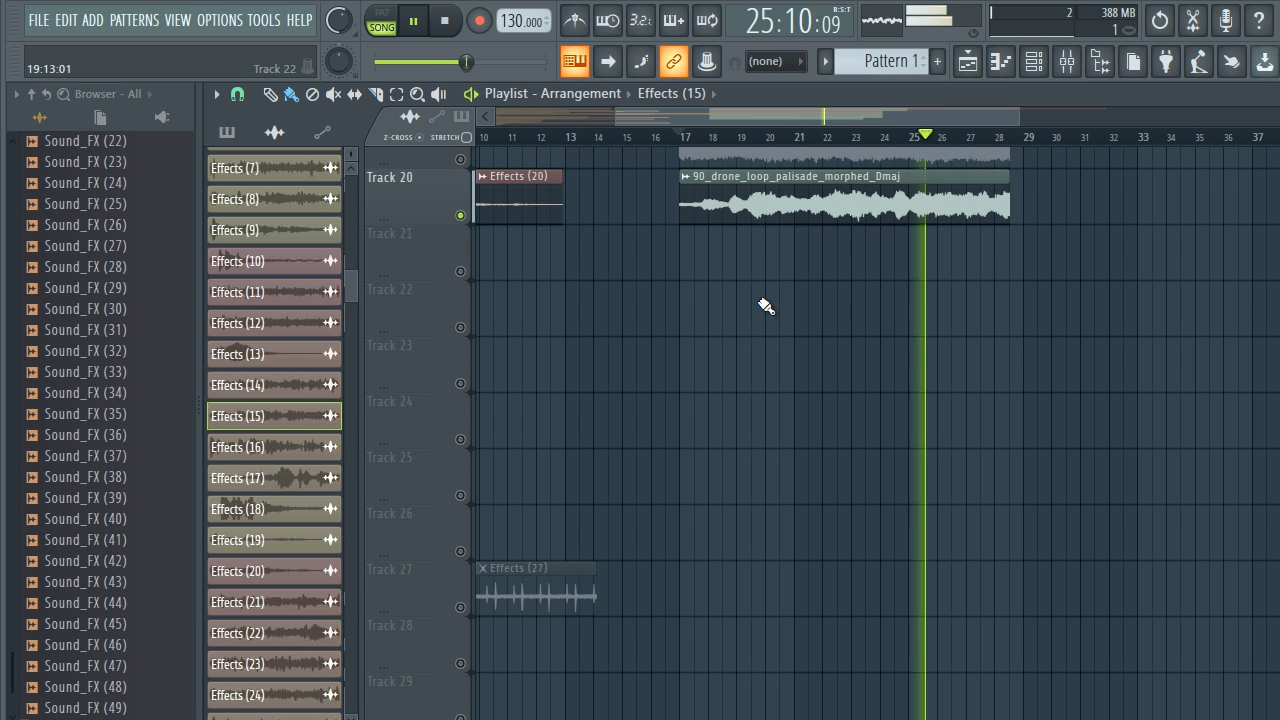 FILE EDIT ADD PATTERNS VIEW OPTIONS TOOLS HELP
PAT
SONG
130.000
3.2.
25:10:09
B:S:T
2
388 MB
1
19:13:01
Track 22
(none)
Pattern 1
Browser - All
Playlist - Arrangement
Effects (15)
Z-CROSS
STRETCH
10 11 12 13 14 15 16 17 18 19 20 21 22 23 24 25 26 27 28 29 30 31 32 33 34 35 36 37
Sound_FX (22)
Sound_FX (23)
Sound_FX (24)
Sound_FX (25)
Sound_FX (26)
Sound_FX (27)
Sound_FX (28)
Sound_FX (29)
Sound_FX (30)
Sound_FX (31)
Sound_FX (32)
Sound_FX (33)
Sound_FX (34)
Sound_FX (35)
Sound_FX (36)
Sound_FX (37)
Sound_FX (38)
Sound_FX (39)
Sound_FX (40)
Sound_FX (41)
Sound_FX (42)
Sound_FX (43)
Sound_FX (44)
Sound_FX (45)
Sound_FX (46)
Sound_FX (47)
Sound_FX (48)
Sound_FX (49)
Effects (7)
Effects (8)
Effects (9)
Effects (10)
Effects (11)
Effects (12)
Effects (13)
Effects (14)
Effects (15)
Effects (16)
Effects (17)
Effects (18)
Effects (19)
Effects (20)
Effects (21)
Effects (22)
Effects (23)
Effects (24)
Track 20
Effects (20)
90_drone_loop_palisade_morphed_Dmaj
Track 21
Track 22
Track 23
Track 24
Track 25
Track 26
Track 27
Effects (27)
Track 28
Track 29